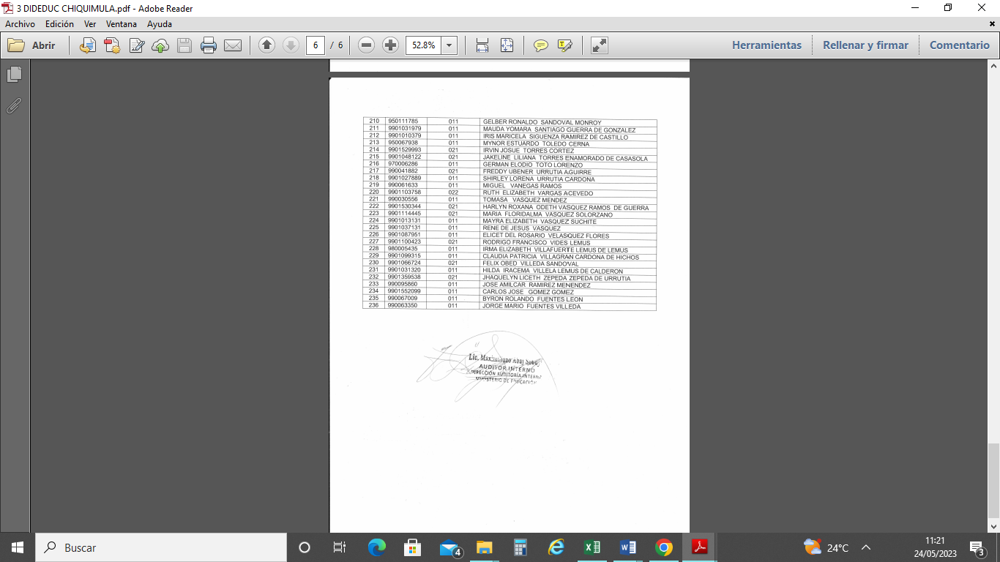 3 DIDEDUC CHIQUIMULA.pdf - Adobe Reader
Archivo Edición Ver Ventana Ayuda
Abrir 6 / 6 52.8% Herramientas Rellenar y firmar Comentario
210 950111785 011 GELBER RONALDO SANDOVAL MONROY
211 9901031979 011 MAUDA YOMARA SANTIAGO GUERRA DE GONZALEZ
212 9901010379 011 IRIS MARICELA SIGUENZA RAMIREZ DE CASTILLO
213 950067938 011 MYNOR ESTUARDO TOLEDO CERNA
214 9901529993 021 IRVIN JOSUE TORRES CORTEZ
215 9901048122 021 JAKELINE LILIANA TORRES ENAMORADO DE CASASOLA
216 970006286 011 GERMAN ELODIO TOTO LORENZO
217 990041882 021 FREDDY UBENER URRUTIA AGUIRRE
218 9901027889 011 SHIRLEY LORENA URRUTIA CARDONA
219 990061633 011 MIGUEL VANEGAS RAMOS
220 9901103758 022 RUTH ELIZABETH VARGAS ACEVEDO
221 990030556 011 TOMASA VASQUEZ MENDEZ
222 9901530344 021 HARLYN ROXANA ODETH VASQUEZ RAMOS DE GUERRA
223 9901114445 021 MARIA FLORIDALMA VASQUEZ SOLORZANO
224 9901013131 011 MAYRA ELIZABETH VASQUEZ SUCHITE
225 9901037131 011 RENE DE JESUS VASQUEZ
226 9901087951 011 ELICET DEL ROSARIO VELASQUEZ FLORES
227 9901100423 021 RODRIGO FRANCISCO VIDES LEMUS
228 980005435 011 IRMA ELIZABETH VILLAFUERTE LEMUS DE LEMUS
229 9901099315 011 CLAUDIA PATRICIA VILLAGRAN CARDONA DE HICHOS
230 9901066724 021 FELIX OBED VILLEDA SANDOVAL
231 9901031320 011 HILDA IRACEMA VILLELA LEMUS DE CALDERON
232 9901359538 021 JHAQUELYN LICETH ZEPEDA ZEPEDA DE URRUTIA
233 990095860 011 JOSE AMILCAR RAMIREZ MENENDEZ
234 9901552099 011 CARLOS JOSE GOMEZ GOMEZ
235 990067009 011 BYRON ROLANDO FUENTES LEON
236 990063350 011 JORGE MARIO FUENTES VILLEDA
Lic. Maximiliano Abaj
AUDITOR INTERNO
DIRECCIÓN AUDITORÍA INTERNA
MINISTERIO DE EDUCACIÓN
Buscar 4 24°C 11:21
24/05/2023 3